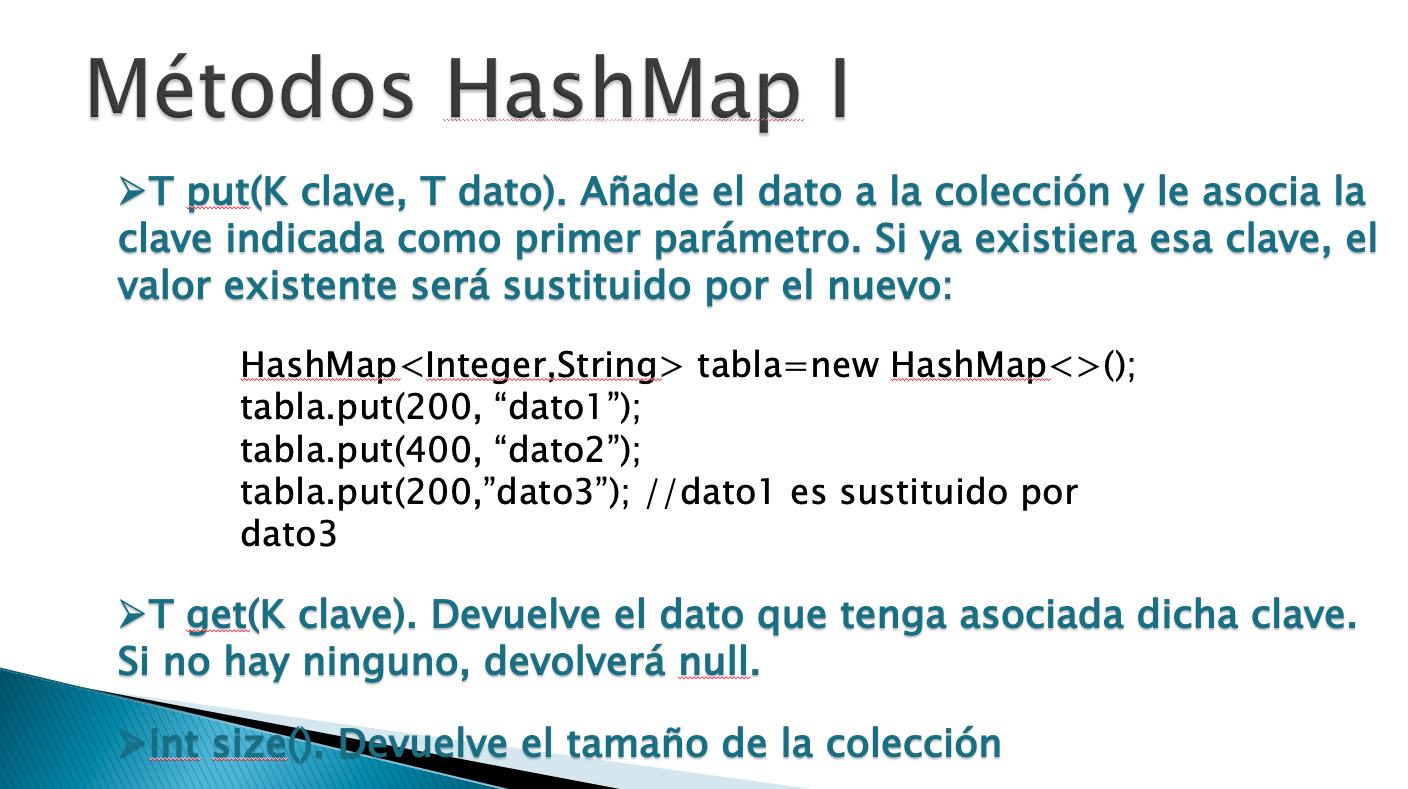 Métodos HashMap I
➢T put(K clave, T dato). Añade el dato a la colección y le asocia la
clave indicada como primer parámetro. Si ya existiera esa clave, el
valor existente será sustituido por el nuevo:
HashMap<Integer,String> tabla=new HashMap<>();
tabla.put(200, “dato1”);
tabla.put(400, “dato2”);
tabla.put(200,”dato3”); //dato1 es sustituido por
dato3
➢T get(K clave). Devuelve el dato que tenga asociada dicha clave.
Si no hay ninguno, devolverá null.
➢int size(). Devuelve el tamaño de la colección